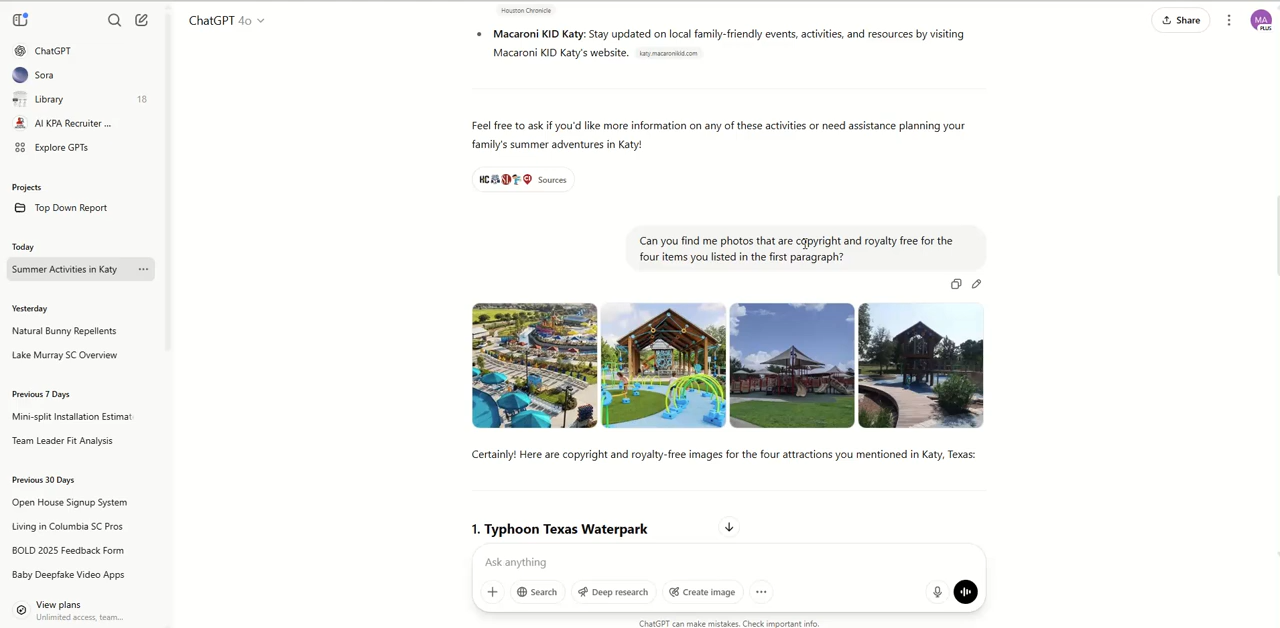 ChatGPT 4o
Share
MA
PLUS
ChatGPT
Sora
Library 18
AI KPA Recruiter ...
Explore GPTs
Projects
Top Down Report
Today
Summer Activities in Katy
Yesterday
Natural Bunny Repellents
Lake Murray SC Overview
Previous 7 Days
Mini-split Installation Estimat
Team Leader Fit Analysis
Previous 30 Days
Open House Signup System
Living in Columbia SC Pros
BOLD 2025 Feedback Form
Baby Deepfake Video Apps
View plans
Unlimited access, team...
Houston Chronicle
• Macaroni KID Katy: Stay updated on local family-friendly events, activities, and resources by visiting
Macaroni KID Katy's website. katy.macaronikid.com
Feel free to ask if you'd like more information on any of these activities or need assistance planning your
family's summer adventures in Katy!
HC Sources
Can you find me photos that are copyright and royalty free for the
four items you listed in the first paragraph?
Certainly! Here are copyright and royalty-free images for the four attractions you mentioned in Katy, Texas:
1. Typhoon Texas Waterpark
Ask anything
Search
Deep research
Create image
ChatGPT can make mistakes. Check important info.